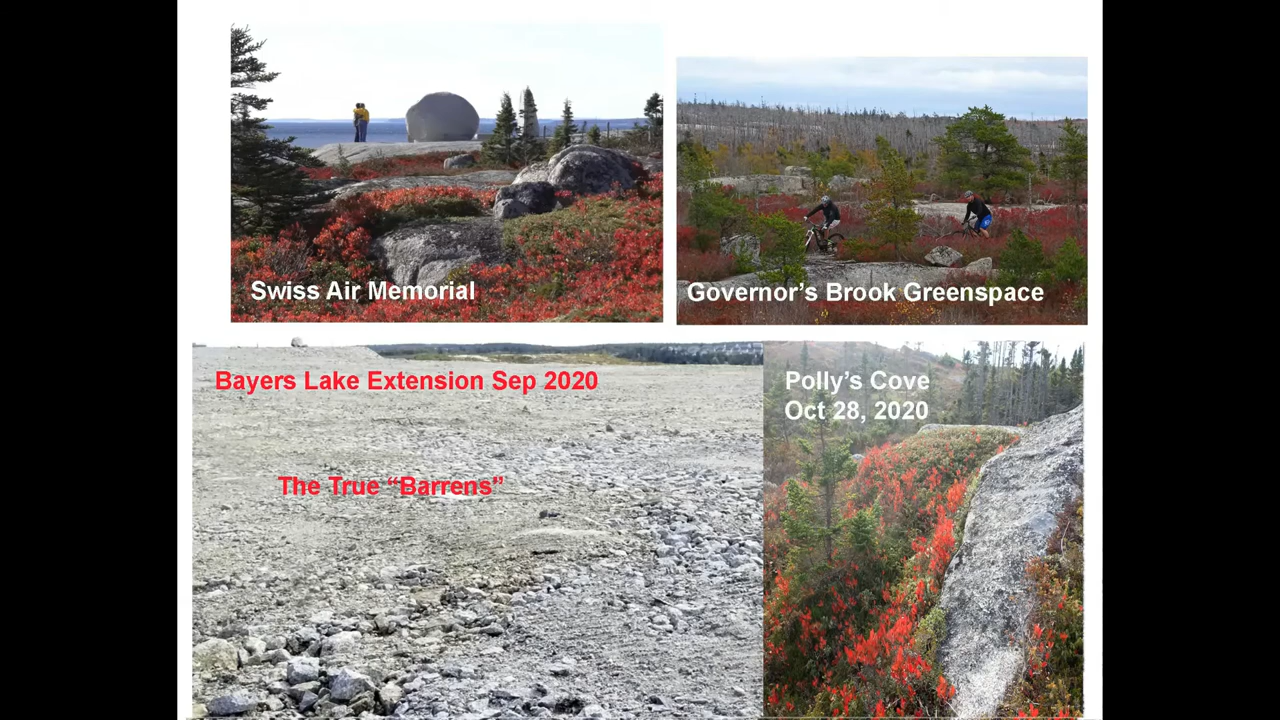 Swiss Air Memorial
Governor's Brook Greenspace
Bayers Lake Extension Sep 2020
The True “Barrens”
Polly's Cove
Oct 28, 2020